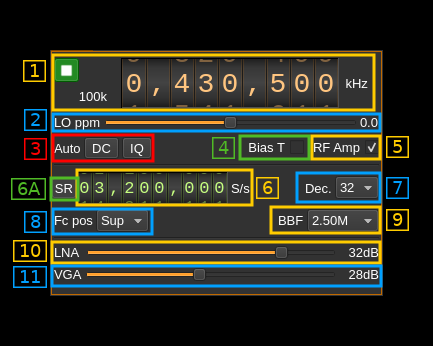 1 0,430,500 kHz
100k
2 LO ppm 0.0
3 Auto DC IQ 4 Bias T RF Amp ✓ 5
6A SR 03,200,000 S/s 6 Dec. 32 7
8 Fc pos Sup BBF 2.50M 9
10 LNA 32dB
11 VGA 28dB